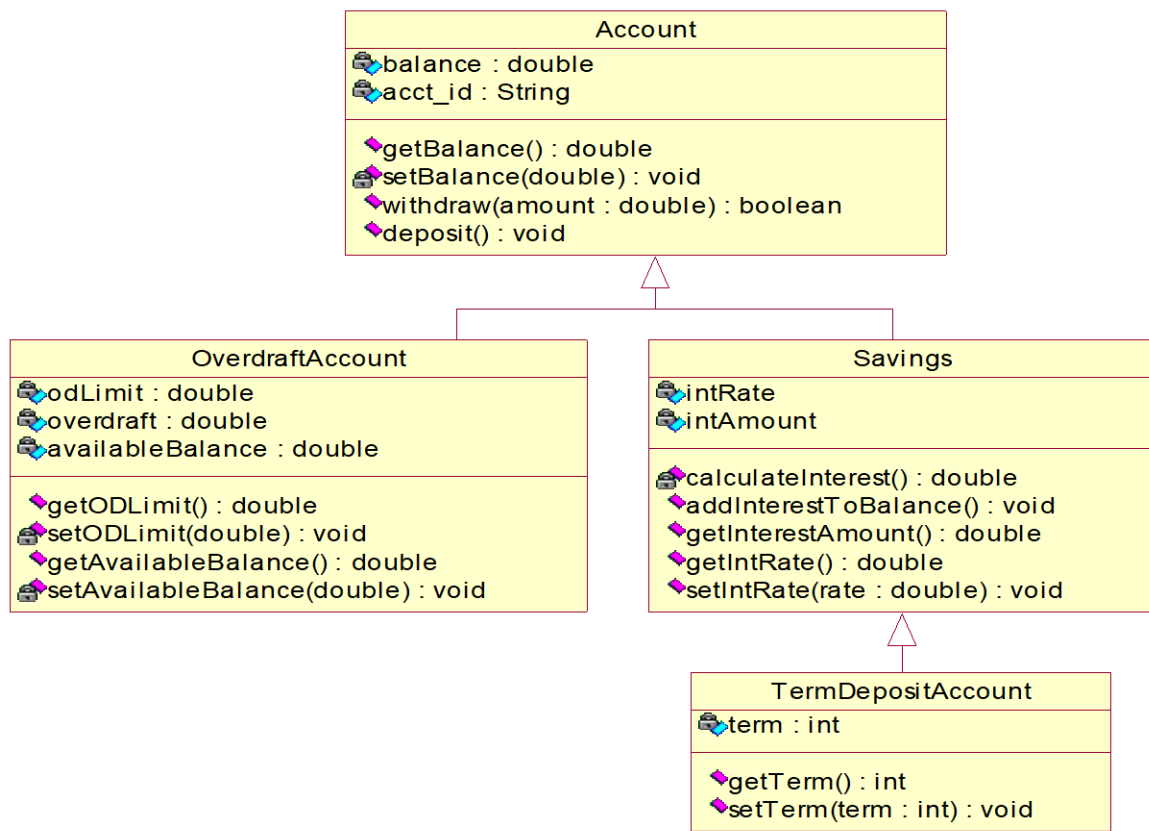 Account
balance : double
acct_id : String
getBalance() : double
setBalance(double) : void
withdraw(amount : double) : boolean
deposit() : void
OverdraftAccount
odLimit : double
overdraft : double
availableBalance : double
getODLimit() : double
setODLimit(double) : void
getAvailableBalance() : double
setAvailableBalance(double) : void
Savings
intRate
intAmount
calculateInterest() : double
addInterestToBalance() : void
getInterestAmount() : double
getIntRate() : double
setIntRate(rate : double) : void
TermDepositAccount
term : int
getTerm() : int
setTerm(term : int) : void